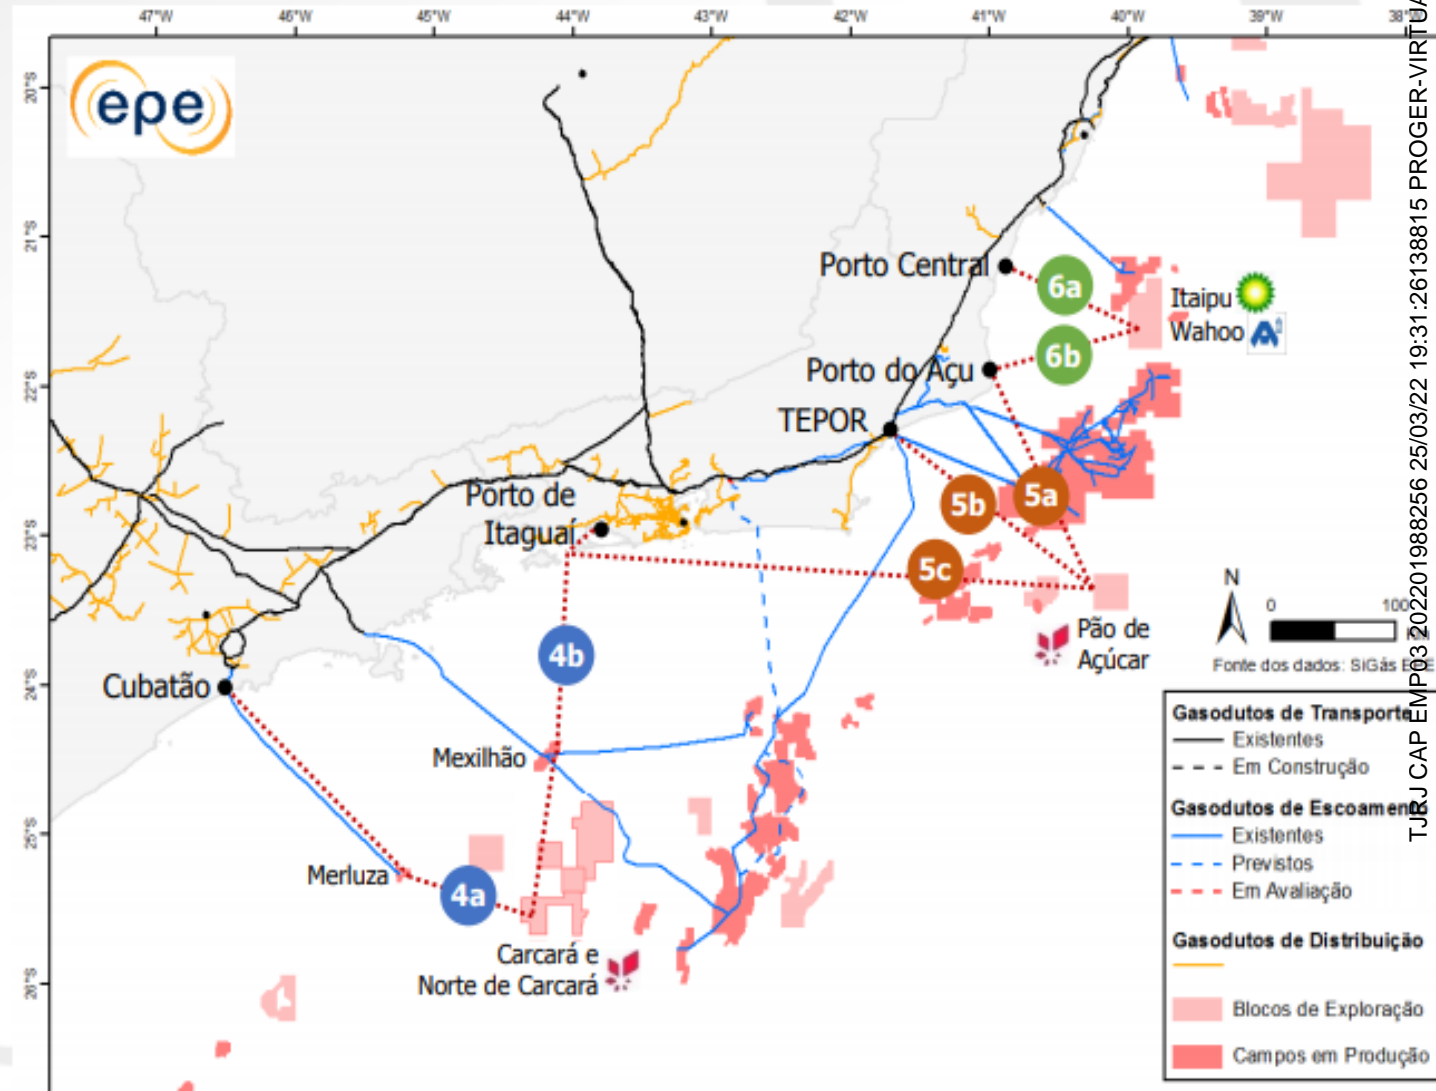 47°W 46°W 45°W 44°W 43°W 42°W 41°W 40°W 39°W 38°W
20°S
21°S
22°S
23°S
24°S
25°S
26°S
epe
Porto Central
6a
Itaipu
Wahoo
6b
Porto do Açu
TEPOR
Porto de
Itaguaí
5b
5a
5c
Pão de
Açúcar
4b
Cubatão
Mexilhão
Merluza
4a
Carcará e
Norte de Carcará
N
0 100
Fonte dos dados: SiGás
Gasodutos de Transporte
Existentes
Em Construção
Gasodutos de Escoamento
Existentes
Previstos
Em Avaliação
Gasodutos de Distribuição
Blocos de Exploração
Campos em Produção
TJRJ CAP EMP03 202201988256 25/03/22 19:31:26138815 PROGER-VIRTUA